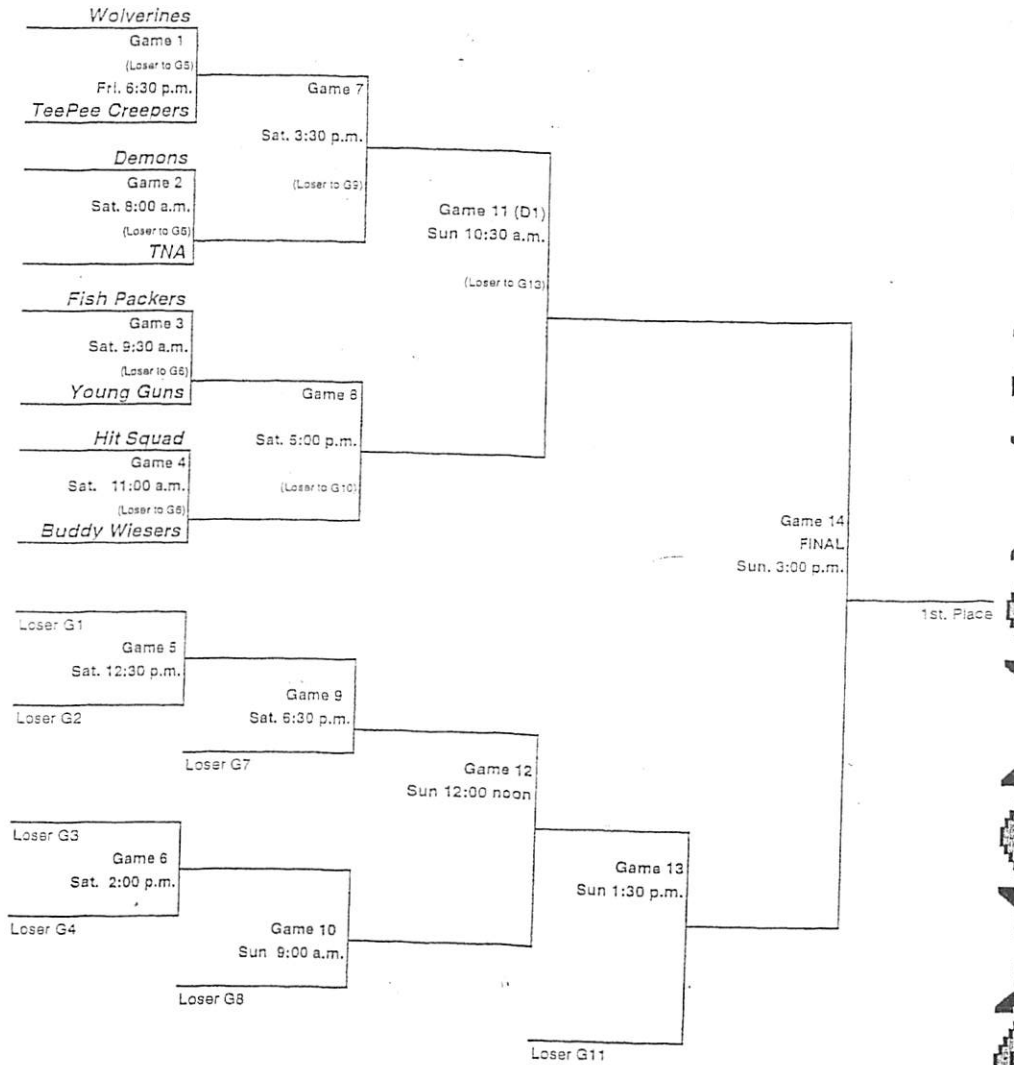 Wolverines
Game 1
(Loser to G5)
Fri. 6:30 p.m.
TeePee Creepers
Game 7
Sat. 3:30 p.m.
(Loser to G9)
Demons
Game 2
Sat. 8:00 a.m.
(Loser to G5)
TNA
Game 11 (D1)
Sun 10:30 a.m.
(Loser to G13)
Fish Packers
Game 3
Sat. 9:30 a.m.
(Loser to G6)
Young Guns
Game 8
Sat. 5:00 p.m.
(Loser to G10)
Hit Squad
Game 4
Sat. 11:00 a.m.
(Loser to G6)
Buddy Wiesers
Game 14
FINAL
Sun. 3:00 p.m.
1st. Place
Loser G1
Game 5
Sat. 12:30 p.m.
Loser G2
Game 9
Sat. 6:30 p.m.
Loser G7
Game 12
Sun 12:00 noon
Loser G3
Game 6
Sat. 2:00 p.m.
Loser G4
Game 13
Sun 1:30 p.m.
Game 10
Sun 9:00 a.m.
Loser G8
Loser G11